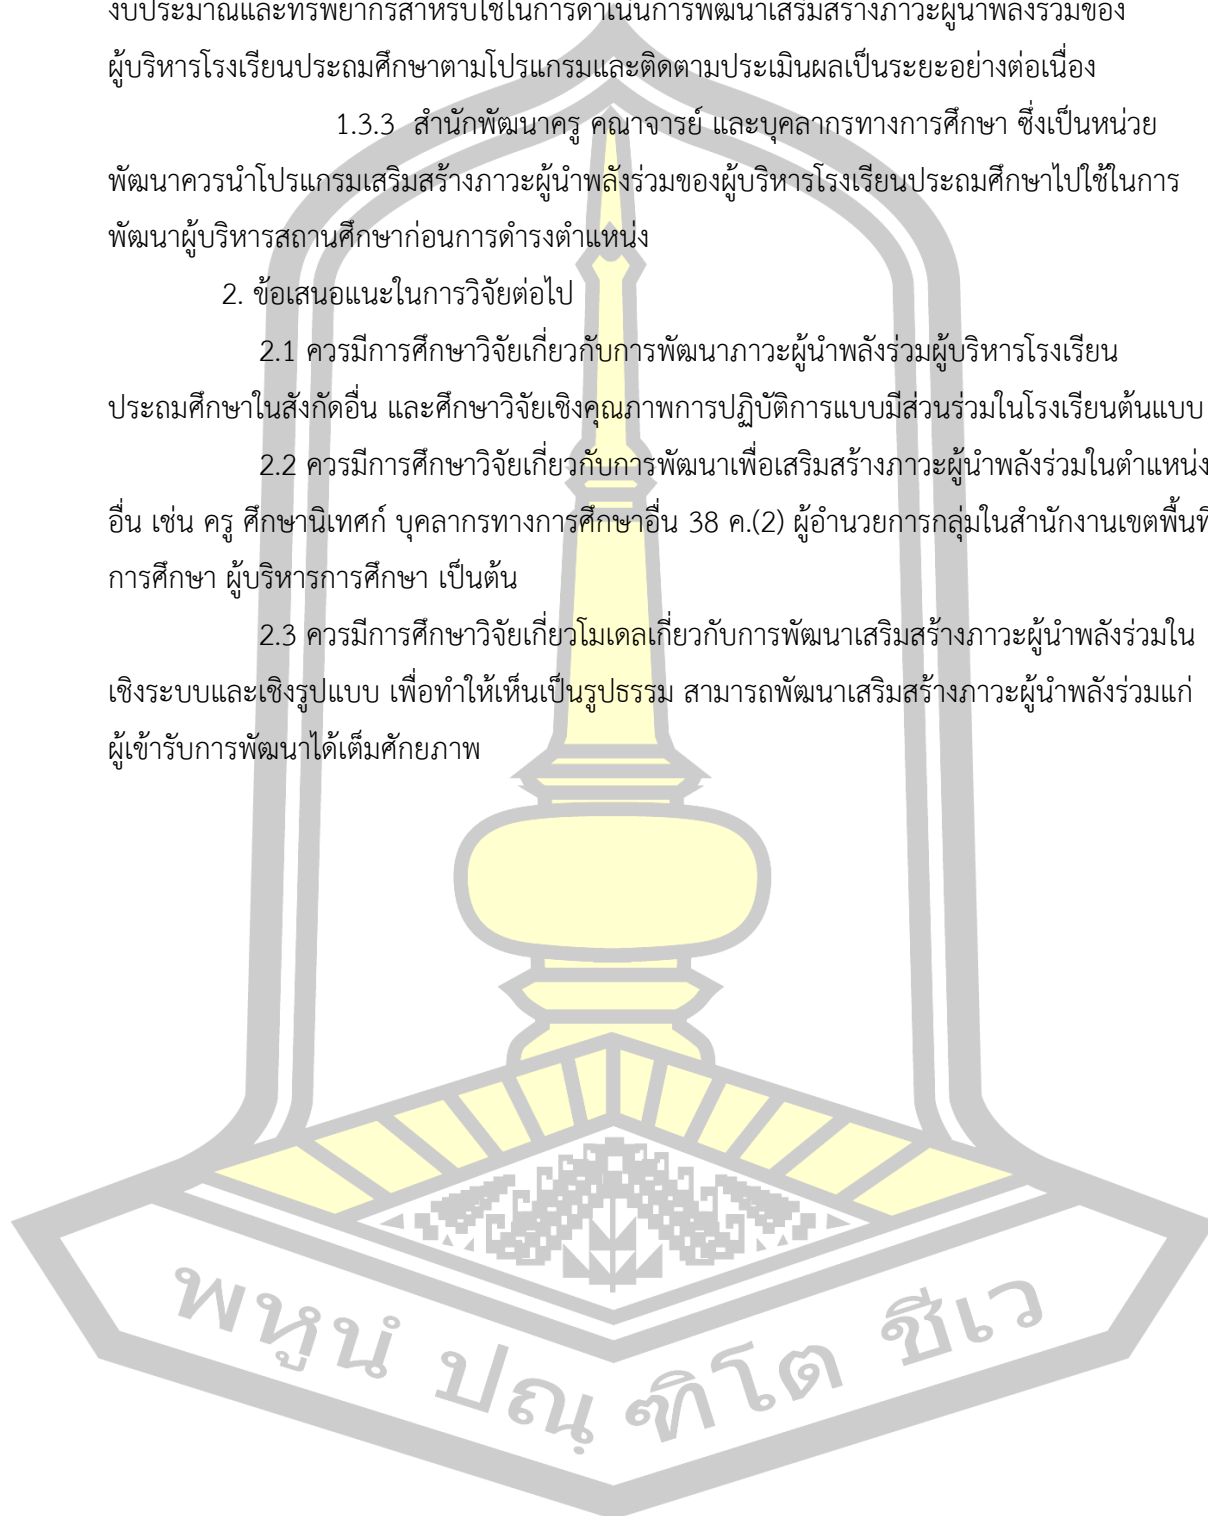 งบประมาณและทรัพยากรสำหรับใช้ในการดำเนินการพัฒนาเสริมสร้างภาวะผู้นำพลังร่วมของ
ผู้บริหารโรงเรียนประถมศึกษาตามโปรแกรมและติดตามประเมินผลเป็นระยะอย่างต่อเนื่อง
1.3.3 สำนักพัฒนาครู คณาจารย์ และบุคลากรทางการศึกษา ซึ่งเป็นหน่วย
พัฒนาควรนำโปรแกรมเสริมสร้างภาวะผู้นำพลังร่วมของผู้บริหารโรงเรียนประถมศึกษาไปใช้ในการ
พัฒนาผู้บริหารสถานศึกษาก่อนการดำรงตำแหน่ง
2. ข้อเสนอแนะในการวิจัยต่อไป
2.1 ควรมีการศึกษาวิจัยเกี่ยวกับการพัฒนาภาวะผู้นำพลังร่วมผู้บริหารโรงเรียน
ประถมศึกษาในสังกัดอื่น และศึกษาวิจัยเชิงคุณภาพการปฏิบัติการแบบมีส่วนร่วมในโรงเรียนต้นแบบ
2.2 ควรมีการศึกษาวิจัยเกี่ยวกับการพัฒนาเพื่อเสริมสร้างภาวะผู้นำพลังร่วมในตำแหน่ง
อื่น เช่น ครู ศึกษานิเทศก์ บุคลากรทางการศึกษาอื่น 38 ค.(2) ผู้อำนวยการกลุ่มในสำนักงานเขตพื้นที่
การศึกษา ผู้บริหารการศึกษา เป็นต้น
2.3 ควรมีการศึกษาวิจัยเกี่ยวโมเดลเกี่ยวกับการพัฒนาเสริมสร้างภาวะผู้นำพลังร่วมใน
เชิงระบบและเชิงรูปแบบ เพื่อทำให้เห็นเป็นรูปธรรม สามารถพัฒนาเสริมสร้างภาวะผู้นำพลังร่วมแก่
ผู้เข้ารับการพัฒนาได้เต็มศักยภาพ
พหูนํ ปณฺฑิโต ชีเว